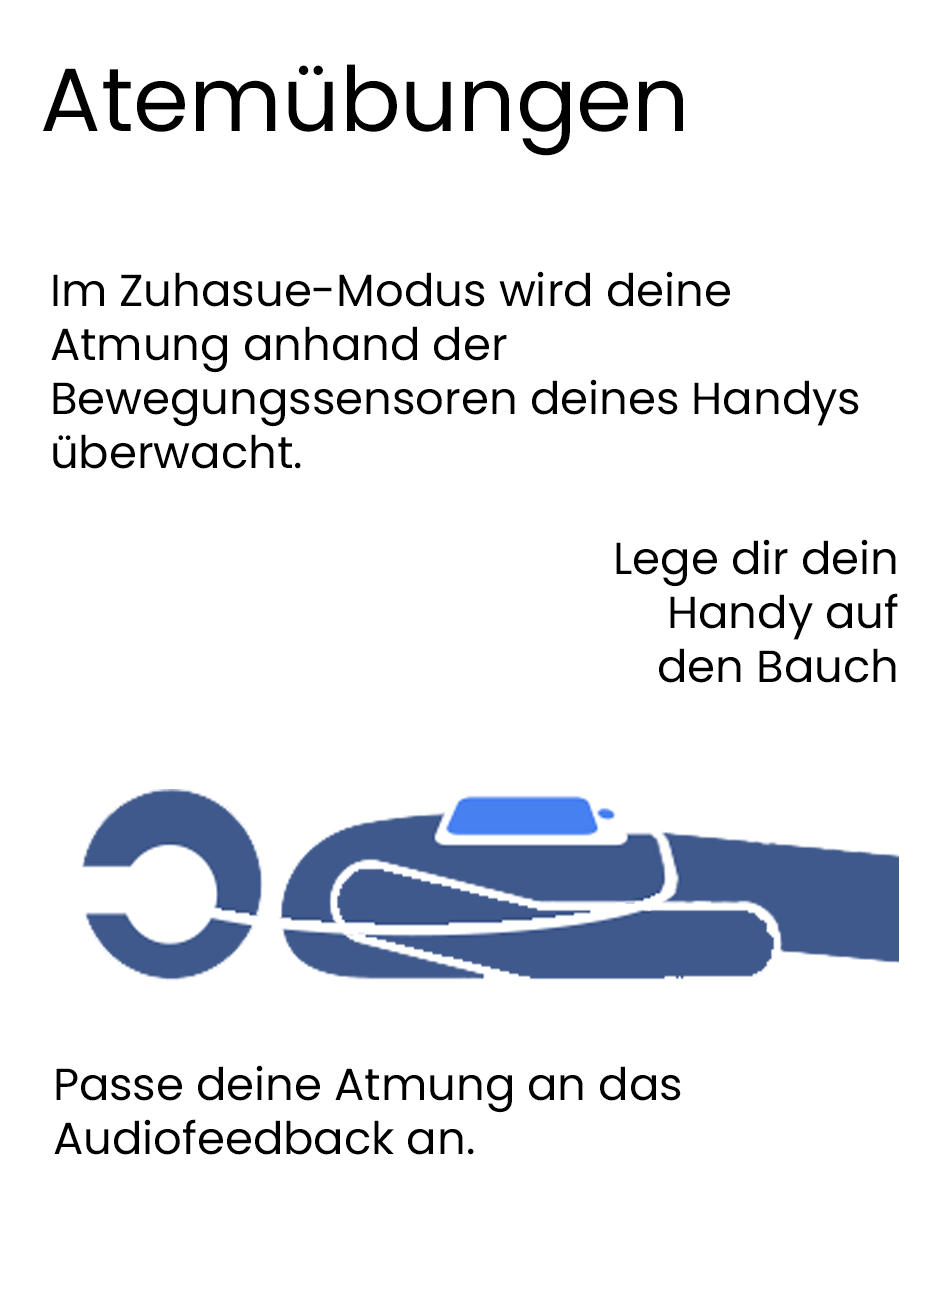 Atemübungen
Im Zuhasue-Modus wird deine
Atmung anhand der
Bewegungssensoren deines Handys
überwacht.
Lege dir dein
Handy auf
den Bauch
Passe deine Atmung an das
Audiofeedback an.